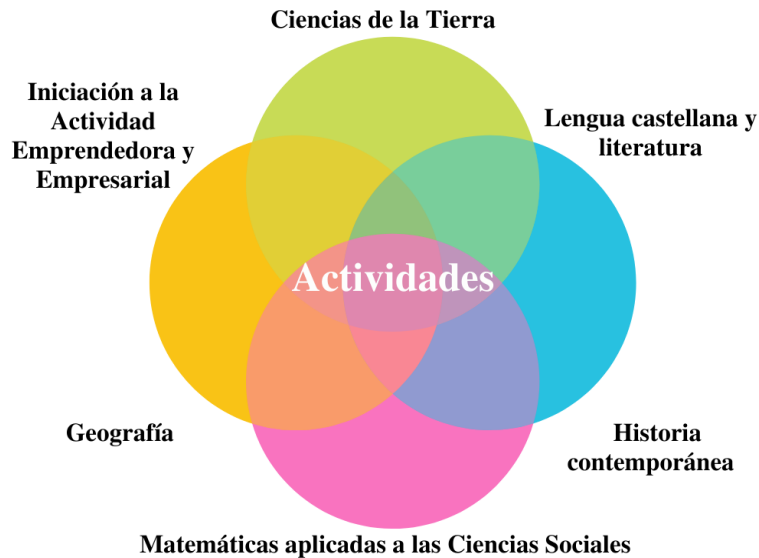 Ciencias de la Tierra
Iniciación a la
Actividad
Emprendedora y
Empresarial
Lengua castellana y
literatura
Actividades
Geografía
Historia
contemporánea
Matemáticas aplicadas a las Ciencias Sociales